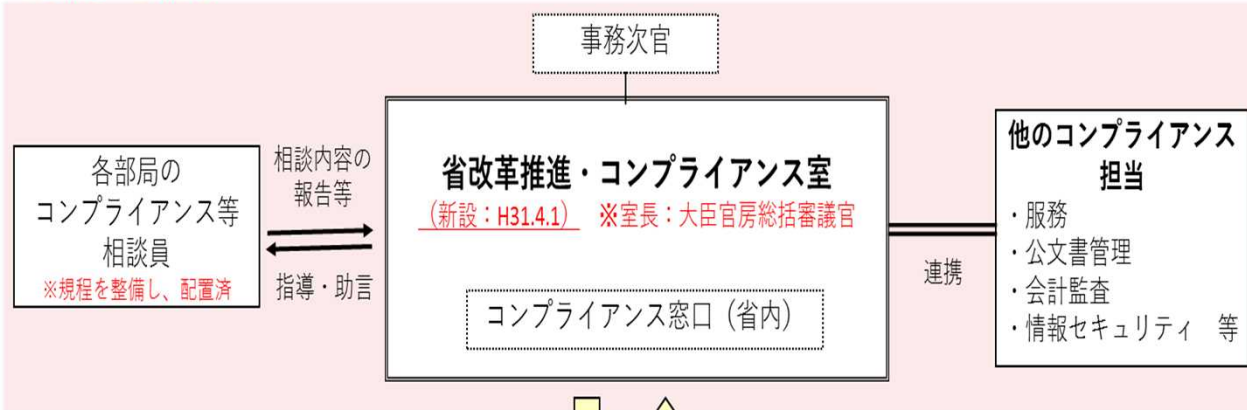 事務次官
各部局の
コンプライアンス等
相談員
※規程を整備し、配置済
相談内容の
報告等
指導・助言
省改革推進・コンプライアンス室
(新設：H31.4.1) ※室長：大臣官房総括審議官
コンプライアンス窓口（省内）
連携
他のコンプライアンス
担当
・服務
・公文書管理
・会計監査
・情報セキュリティ 等